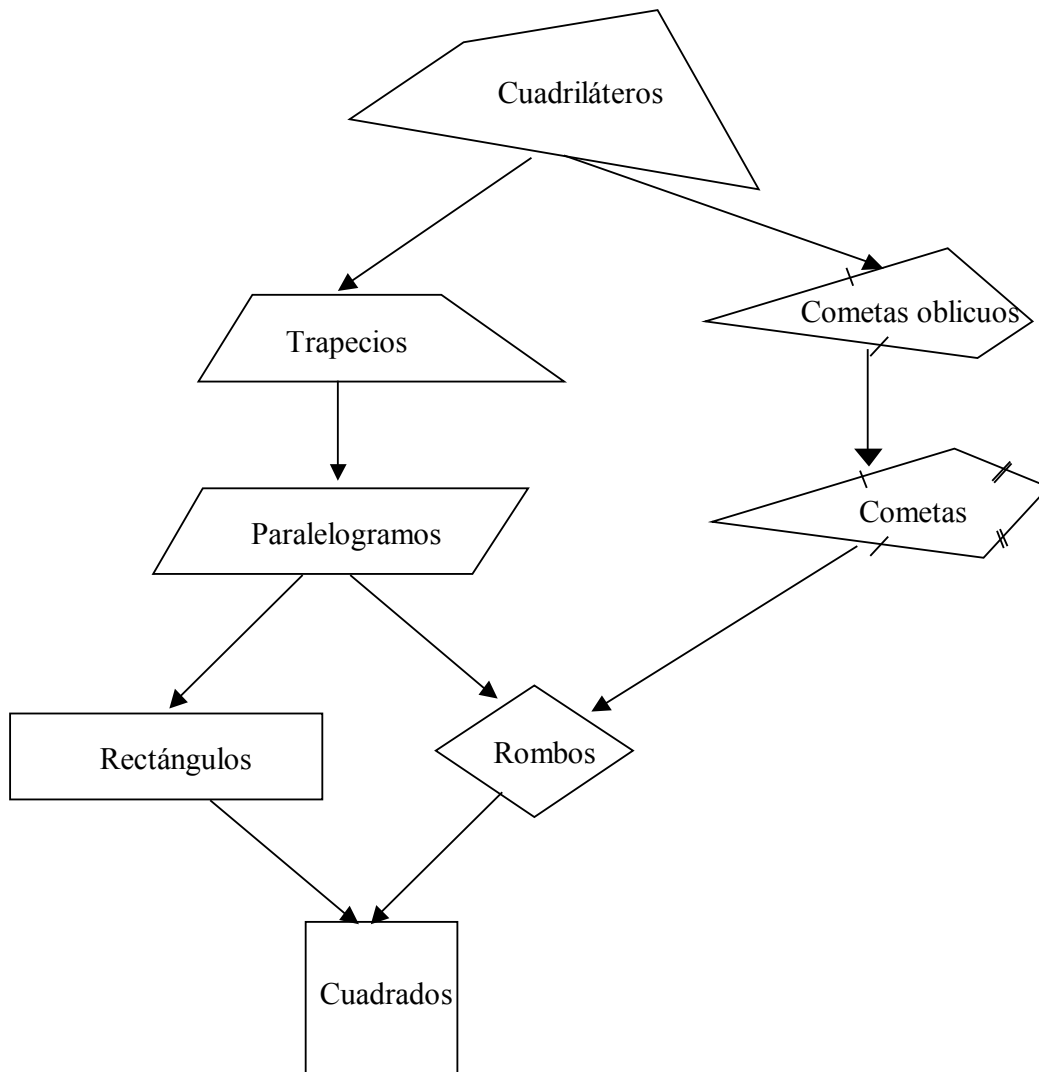 Cuadriláteros
Cometas oblicuos
Trapecios
Cometas
Paralelogramos
Rectángulos
Rombos
Cuadrados